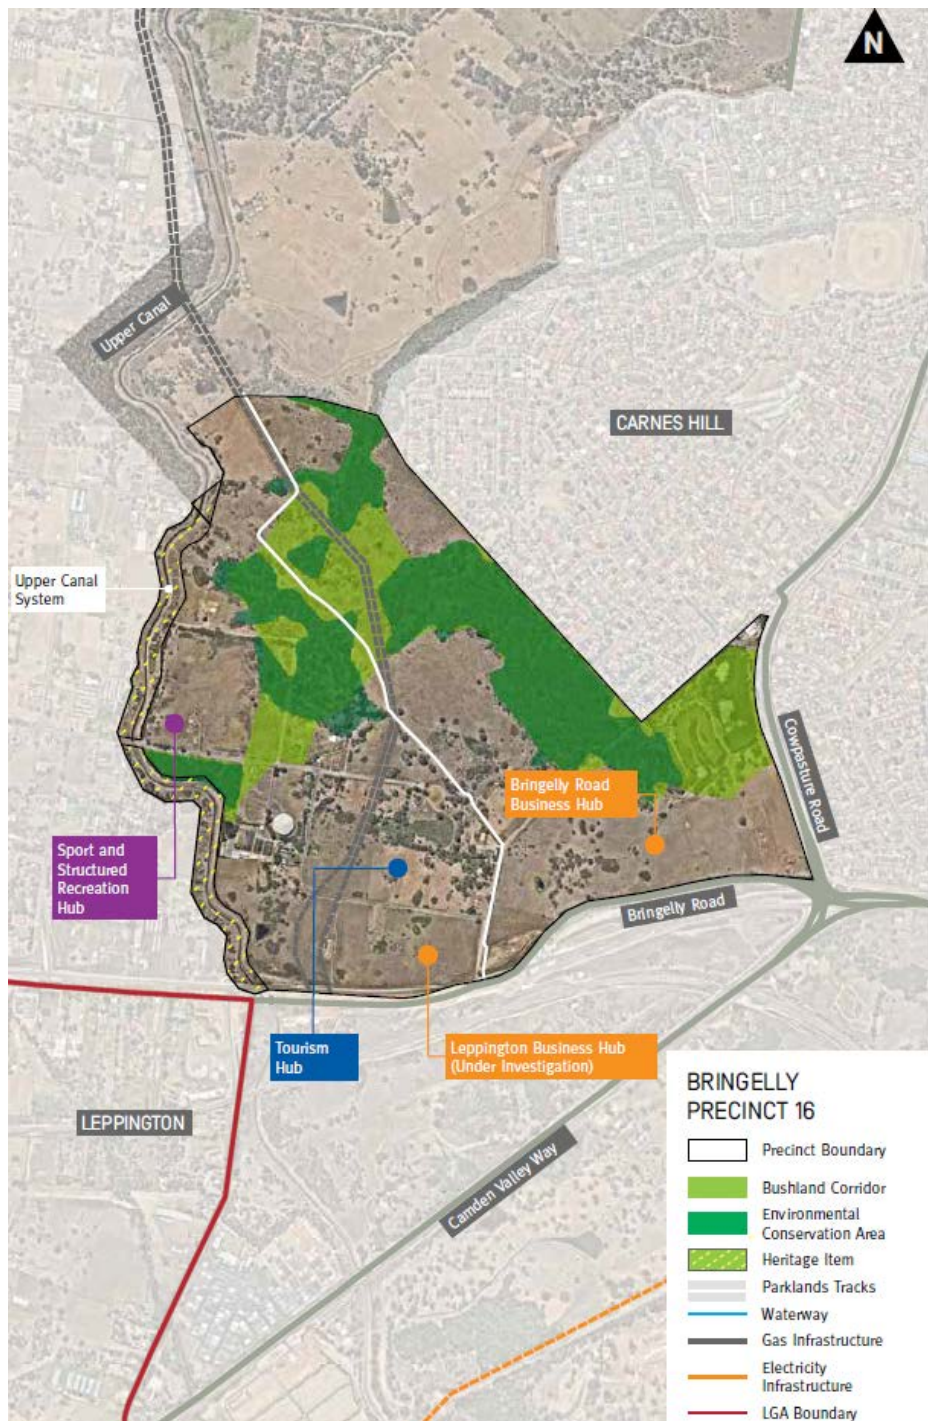 N
Upper Canal
CARNES HILL
Upper Canal
System
Cowpasture Road
Bringelly Road
Business Hub
Sport and
Structured
Recreation
Hub
Bringelly Road
Tourism
Hub
Leppington Business Hub
(Under Investigation)
LEPPINGTON
Camden Valley Way
BRINGELLY
PRECINCT 16
Precinct Boundary
Bushland Corridor
Environmental
Conservation Area
Heritage Item
Parklands Tracks
Waterway
Gas Infrastructure
Electricity
Infrastructure
LGA Boundary